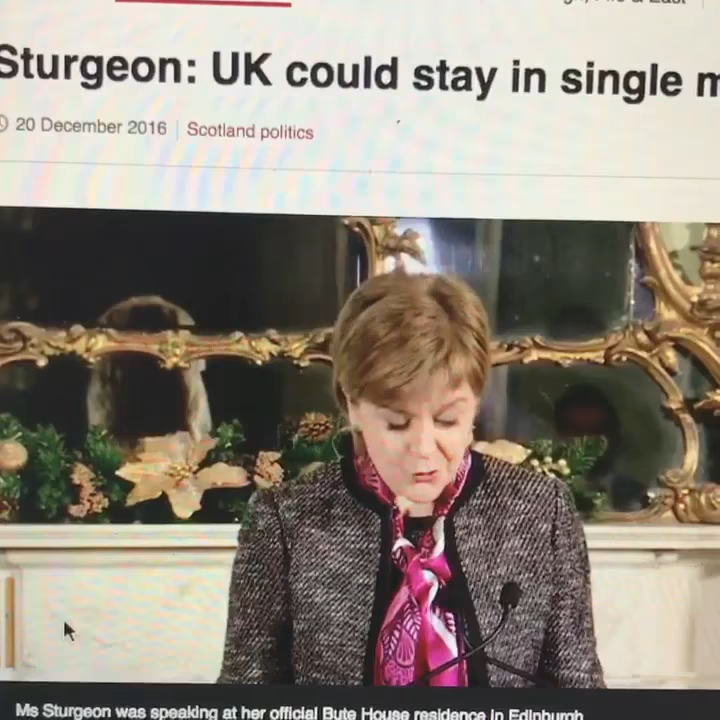 Sturgeon: UK could stay in single
20 December 2016 | Scotland politics
Ms Sturgeon was speaking at her official Bute House residence in Edinburgh